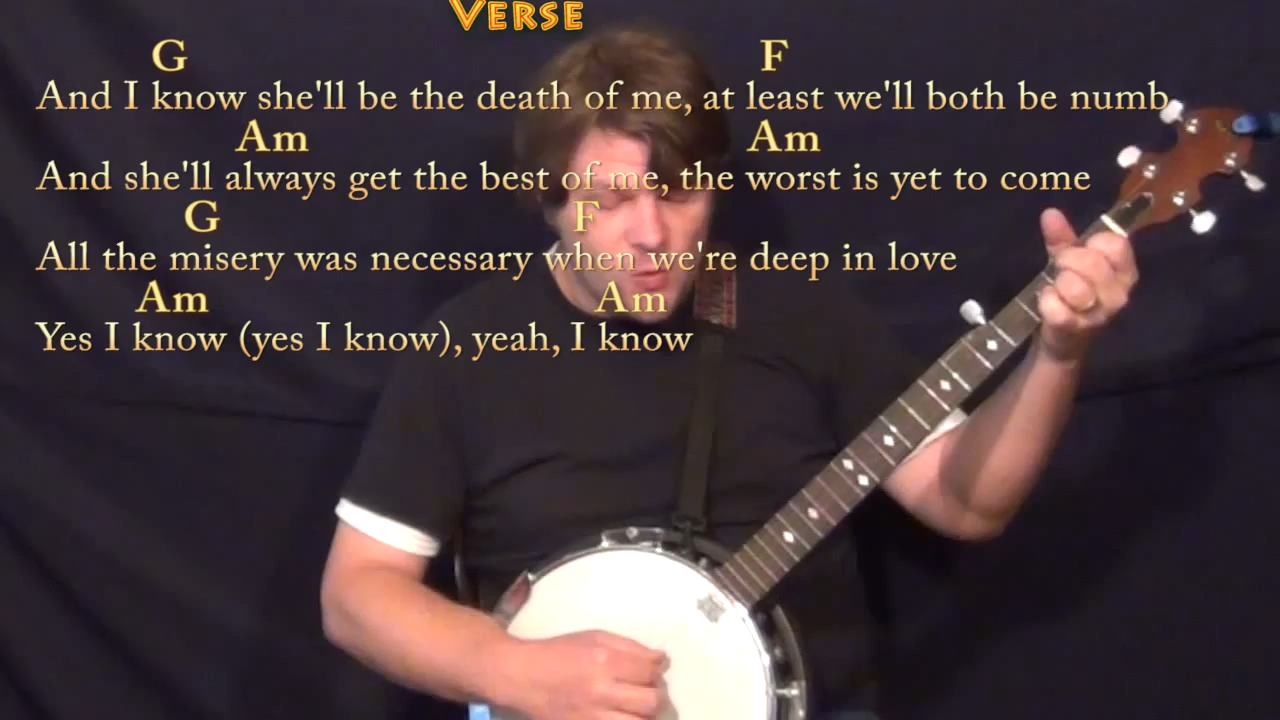 VERSE
G F
And I know she'll be the death of me, at least we'll both be numb
Am Am
And she'll always get the best of me, the worst is yet to come
G F
All the misery was necessary when we're deep in love
Am Am
Yes I know (yes I know), yeah, I know